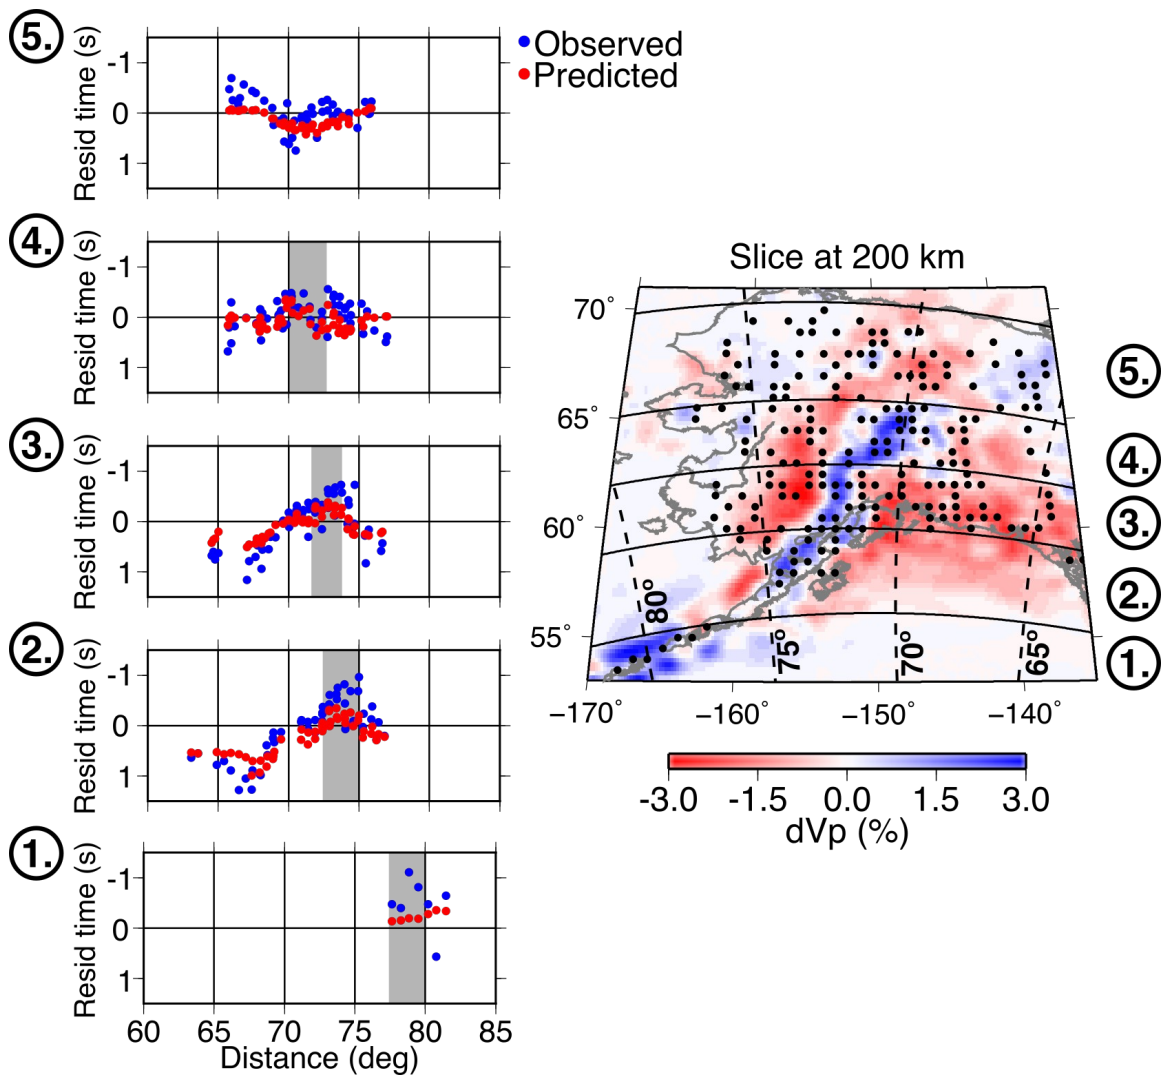 5.
Resid time (s)
-1
0
1
Observed
Predicted
4.
Resid time (s)
-1
0
1
3.
Resid time (s)
-1
0
1
2.
Resid time (s)
-1
0
1
1.
Resid time (s)
-1
0
1
60 65 70 75 80 85
Distance (deg)
Slice at 200 km
70°
65°
60°
55°
80°
75°
70°
65°
−170° −160° −150° −140°
5.
4.
3.
2.
1.
-3.0 -1.5 0.0 1.5 3.0
dVp (%)